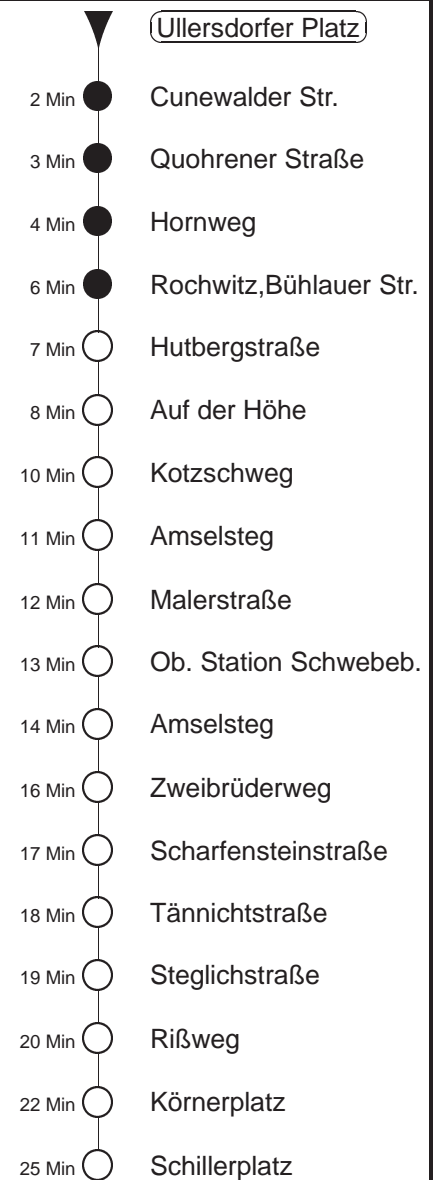 Ullersdorfer Platz
2 Min Cunewalder Str.
3 Min Quohrener Straße
4 Min Hornweg
6 Min Rochwitz,Bühlauer Str.
7 Min Hutbergstraße
8 Min Auf der Höhe
10 Min Kotzschweg
11 Min Amselsteg
12 Min Malerstraße
13 Min Ob. Station Schwebeb.
14 Min Amselsteg
16 Min Zweibrüderweg
17 Min Scharfensteinstraße
18 Min Tännichtstraße
19 Min Steglichstraße
20 Min Rißweg
22 Min Körnerplatz
25 Min Schillerplatz